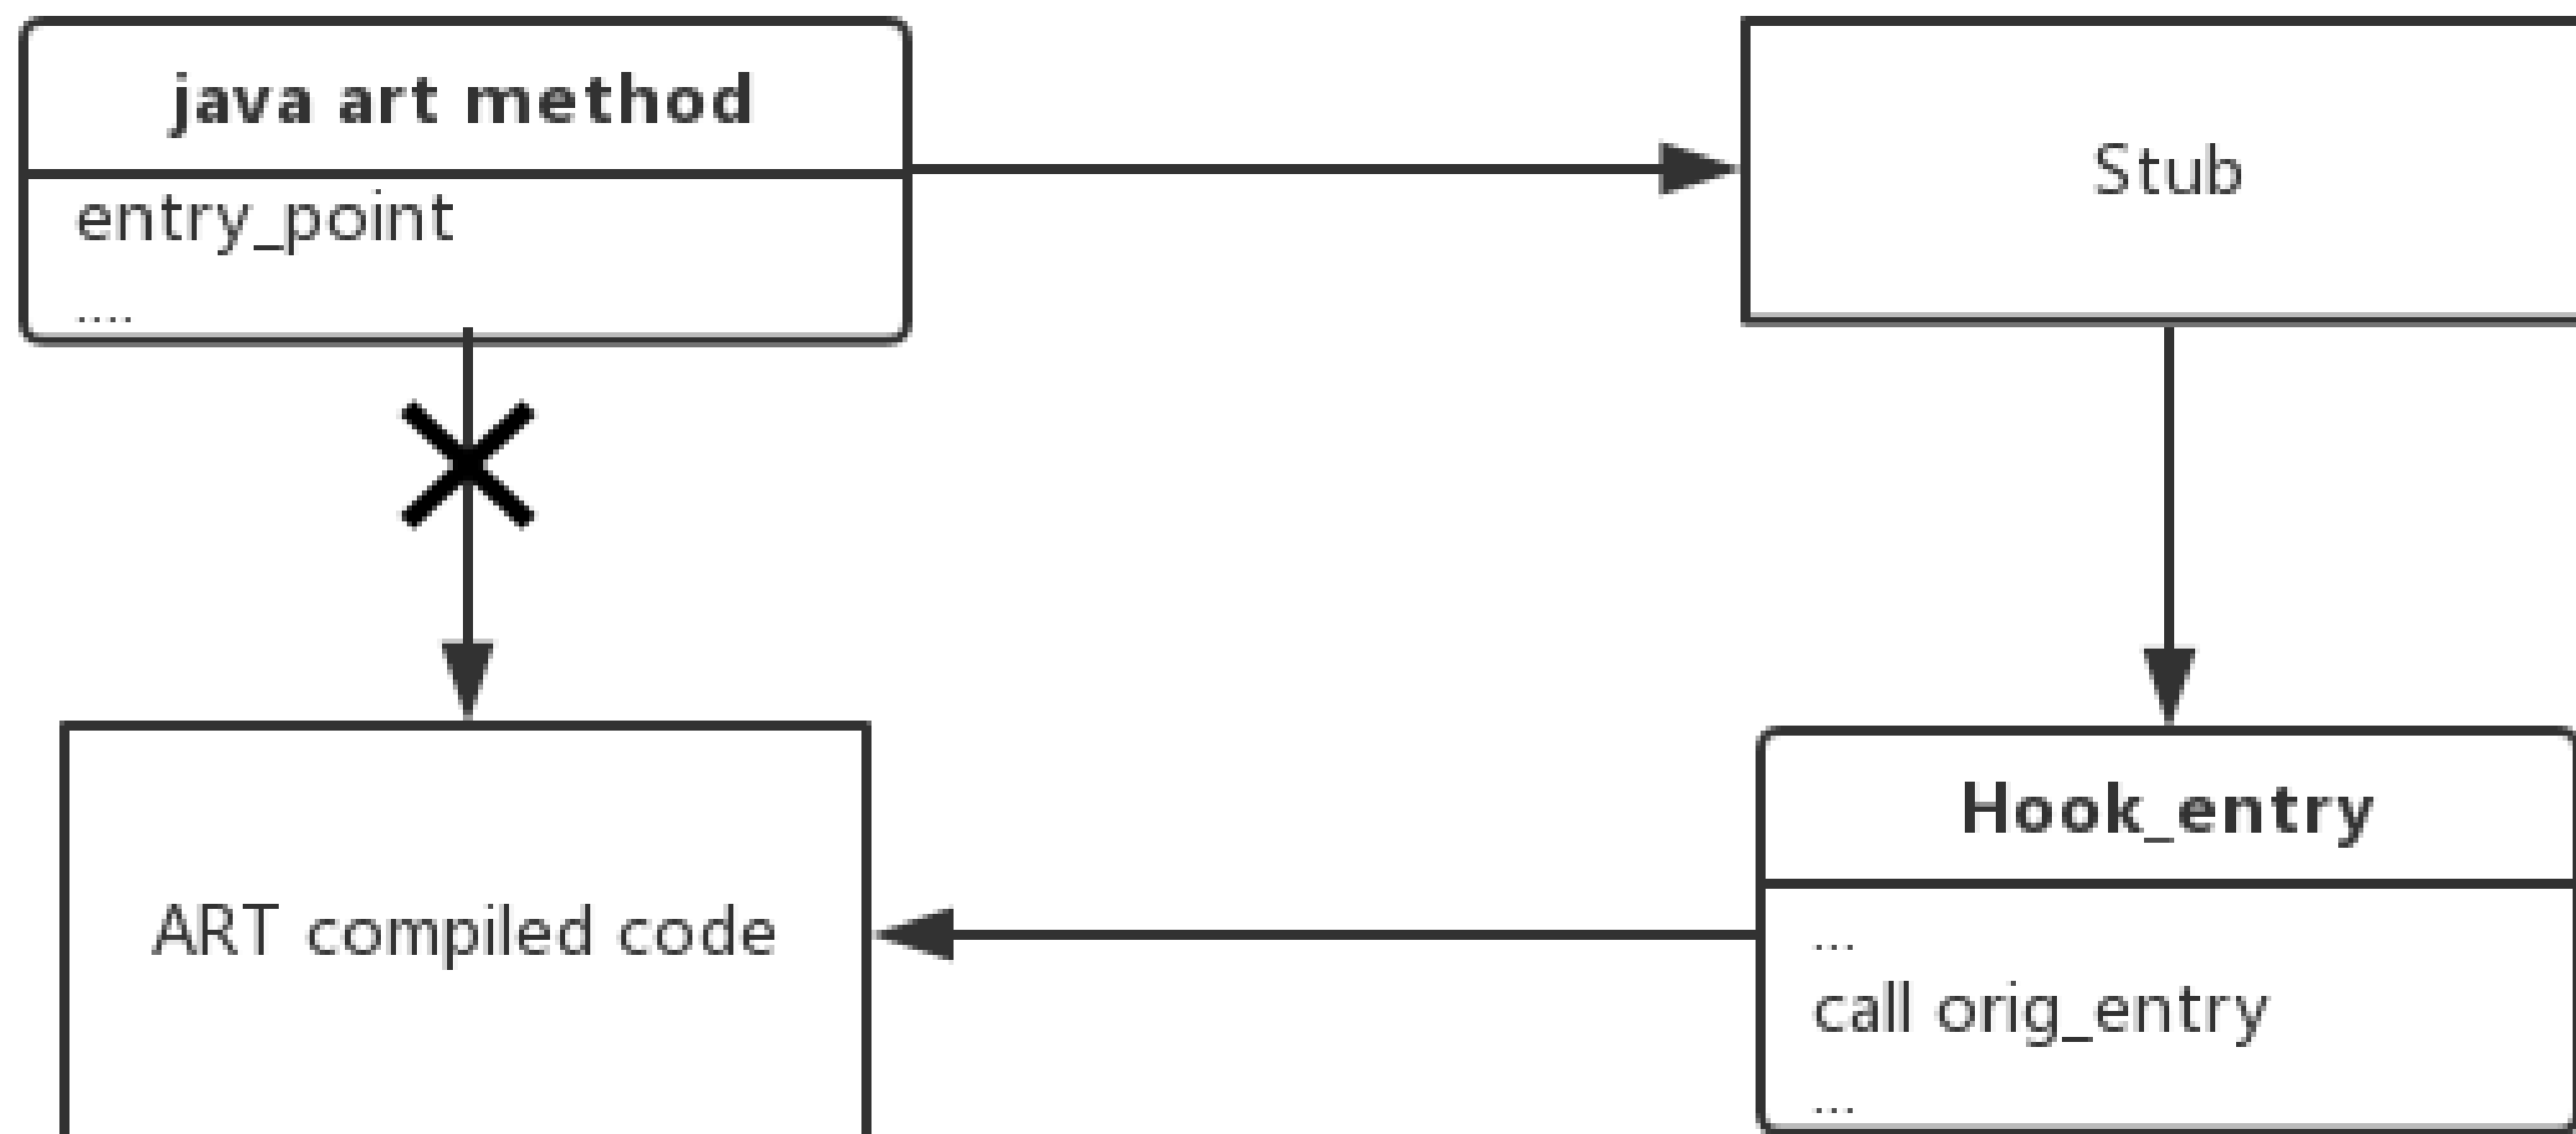 java art method
entry_point
....
Stub
ART compiled code
Hook_entry
...
call orig_entry
...